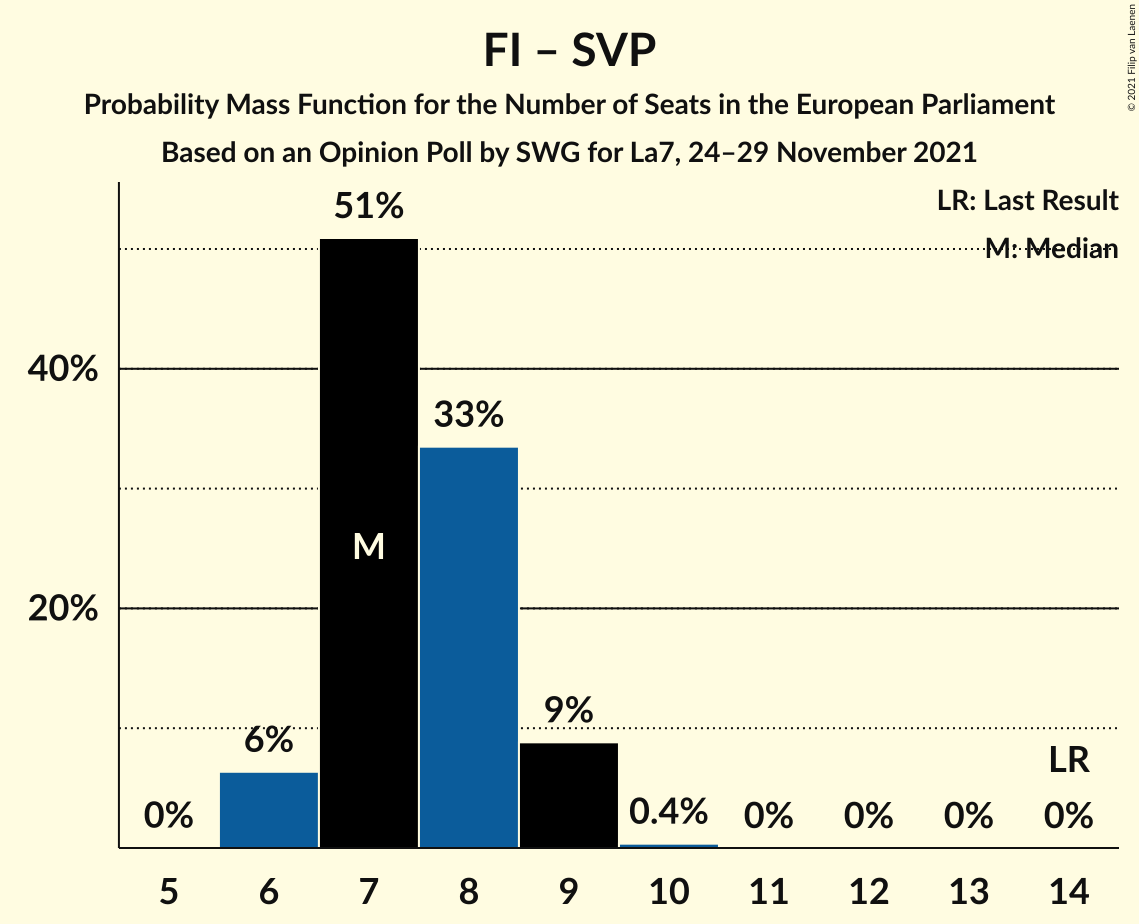 FI – SVP
Probability Mass Function for the Number of Seats in the European Parliament
Based on an Opinion Poll by SWG for La7, 24–29 November 2021
© 2021 Filip van Laenen
LR: Last Result
M: Median
51%
40%
33%
M
20%
9%
6%
LR
0%
0.4%
0%
0%
0%
0%
5 6 7 8 9 10 11 12 13 14